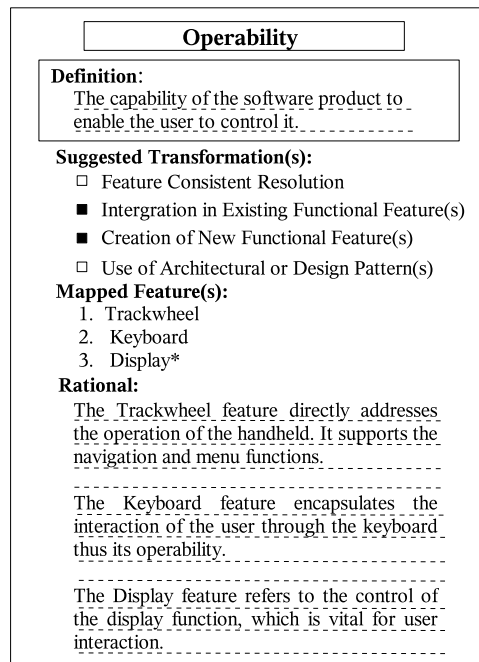 Operability
Definition:
The capability of the software product to
enable the user to control it.
Suggested Transformation(s):
□ Feature Consistent Resolution
■ Intergration in Existing Functional Feature(s)
■ Creation of New Functional Feature(s)
□ Use of Architectural or Design Pattern(s)
Mapped Feature(s):
1. Trackwheel
2. Keyboard
3. Display*
Rational:
The Trackwheel feature directly addresses
the operation of the handheld. It supports the
navigation and menu functions.
The Keyboard feature encapsulates the
interaction of the user through the keyboard
thus its operability.
The Display feature refers to the control of
the display function, which is vital for user
interaction.